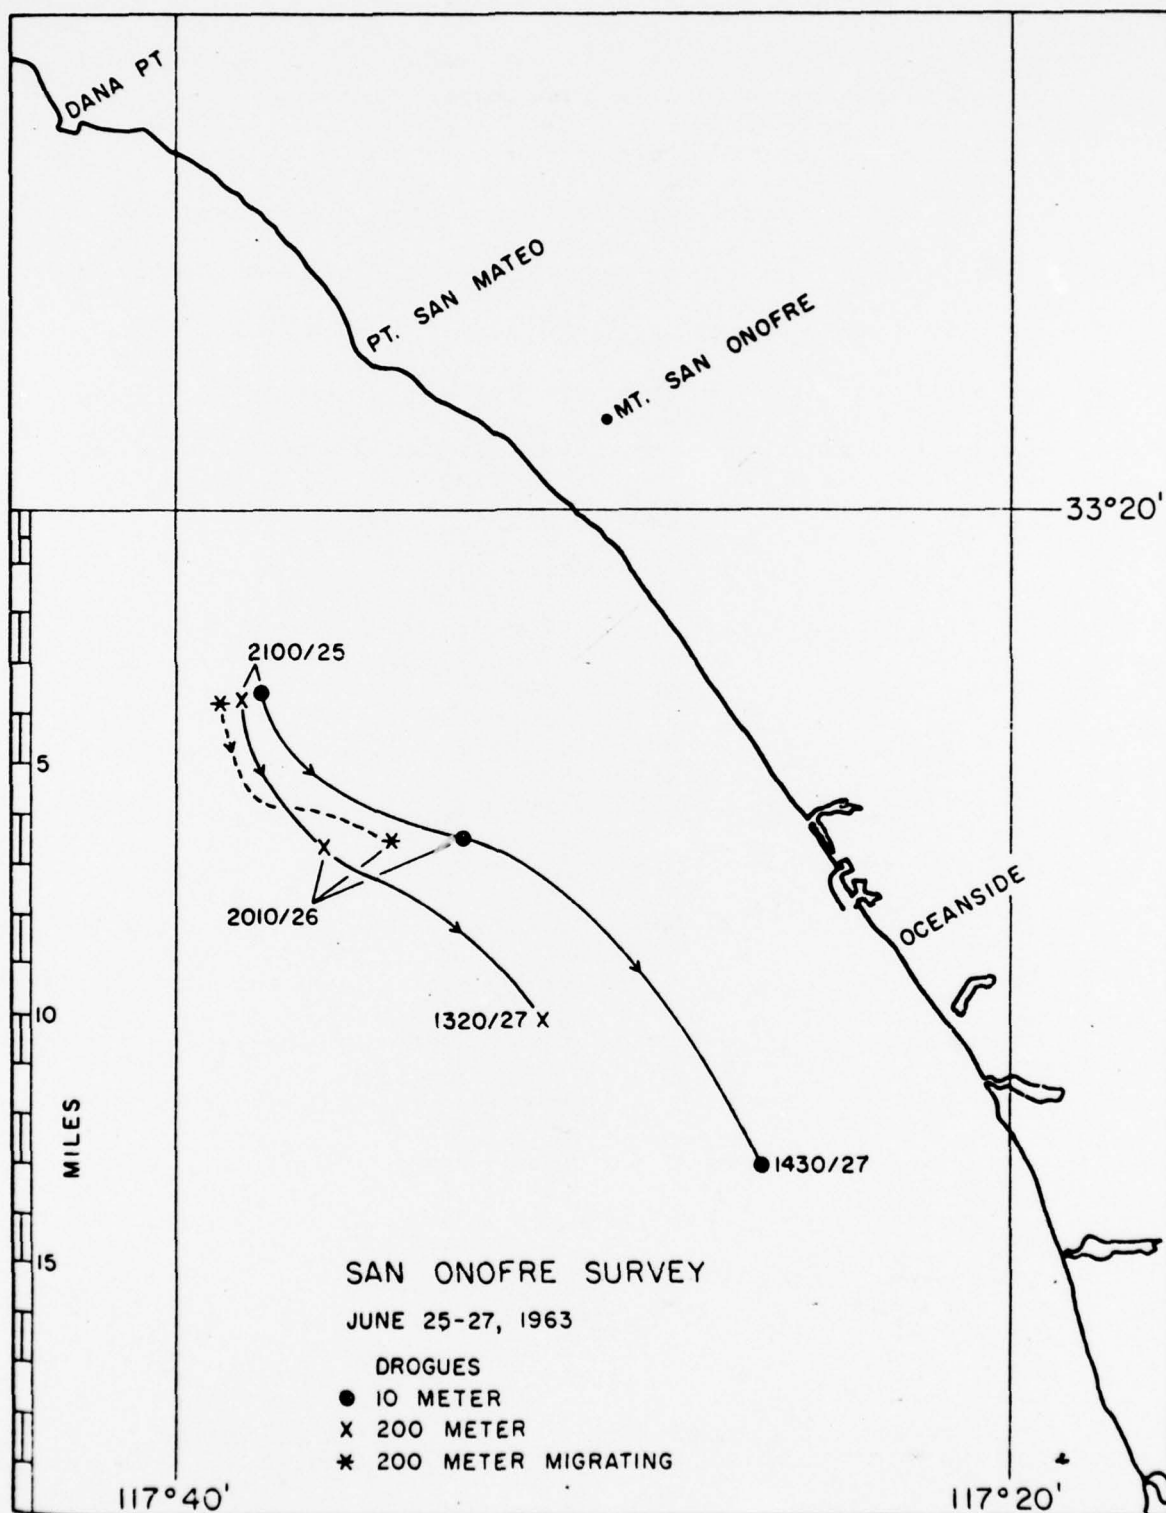 DANA PT
PT. SAN MATEO
MT. SAN ONOFRE
33°20'
2100/25
5
2010/26
OCEANSIDE
10
1320/27
MILES
1430/27
15
SAN ONOFRE SURVEY
JUNE 25-27, 1963
DROGUES
● 10 METER
X 200 METER
* 200 METER MIGRATING
117°40'
117°20'